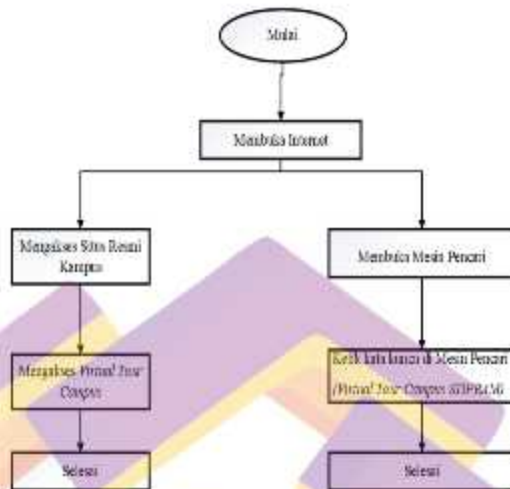 Mulai
Membuka Internet
Mengakses Situs Resmi
Kampus
Membuka Mesin Pencari
Mengakses Virtual Tour
Campus
Ketik kata kunci di Mesin Pencari
(Virtual Tour Campus STIPRAM)
Selesai
Selesai